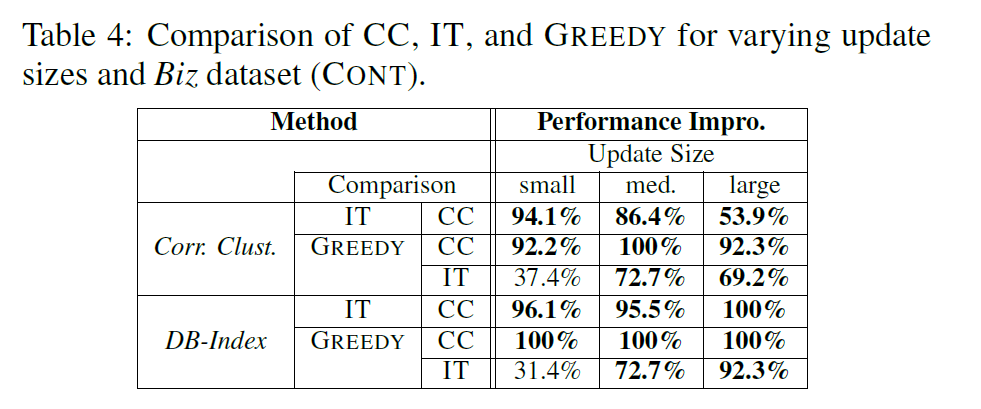 Table 4: Comparison of CC, IT, and GREEDY for varying update
sizes and Biz dataset (CONT).
Method Performance Impro.
Update Size
Comparison small med. large
IT CC 94.1% 86.4% 53.9%
Corr. Clust. GREEDY CC 92.2% 100% 92.3%
IT 37.4% 72.7% 69.2%
IT CC 96.1% 95.5% 100%
DB-Index GREEDY CC 100% 100% 100%
IT 31.4% 72.7% 92.3%